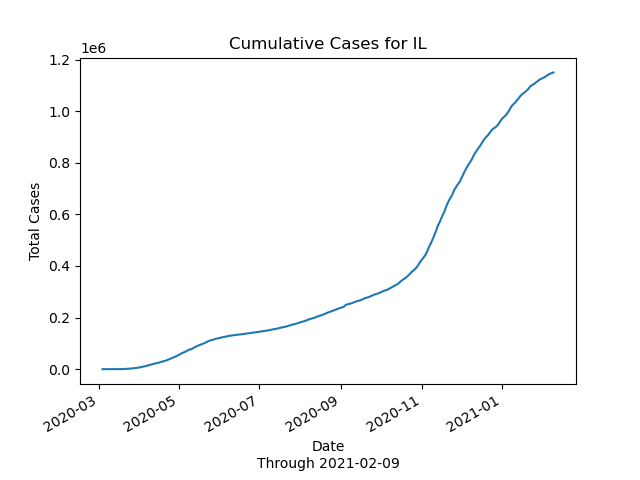 Cumulative Cases for IL
1e6
1.2
1.0
0.8
0.6
0.4
0.2
0.0
Total Cases
2020-03
2020-05
2020-07
2020-09
2020-11
2021-01
Date
Through 2021-02-09